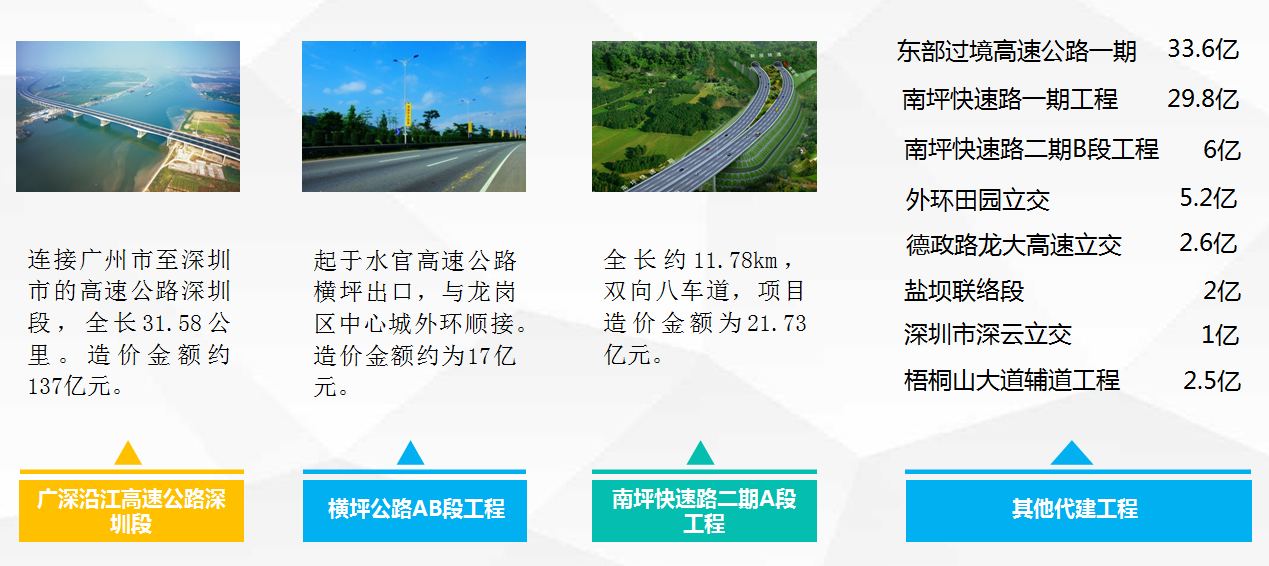 连接广州市至深圳
市的高速公路深圳
段，全长31.58公
里。造价金额约
137亿元。
广深沿江高速公路深
圳段
起于水官高速公路
横坪出口，与龙岗
区中心城外环顺接。
造价金额约为17亿
元。
横坪公路AB段工程
全长约11.78km，
双向八车道，项目
造价金额为21.73
亿元。
南坪快速路二期A段
工程
东部过境高速公路一期 33.6亿
南坪快速路一期工程 29.8亿
南坪快速路二期B段工程 6亿
外环田园立交 5.2亿
德政路龙大高速立交 2.6亿
盐坝联络段 2亿
深圳市深云立交 1亿
梧桐山大道辅道工程 2.5亿
其他代建工程